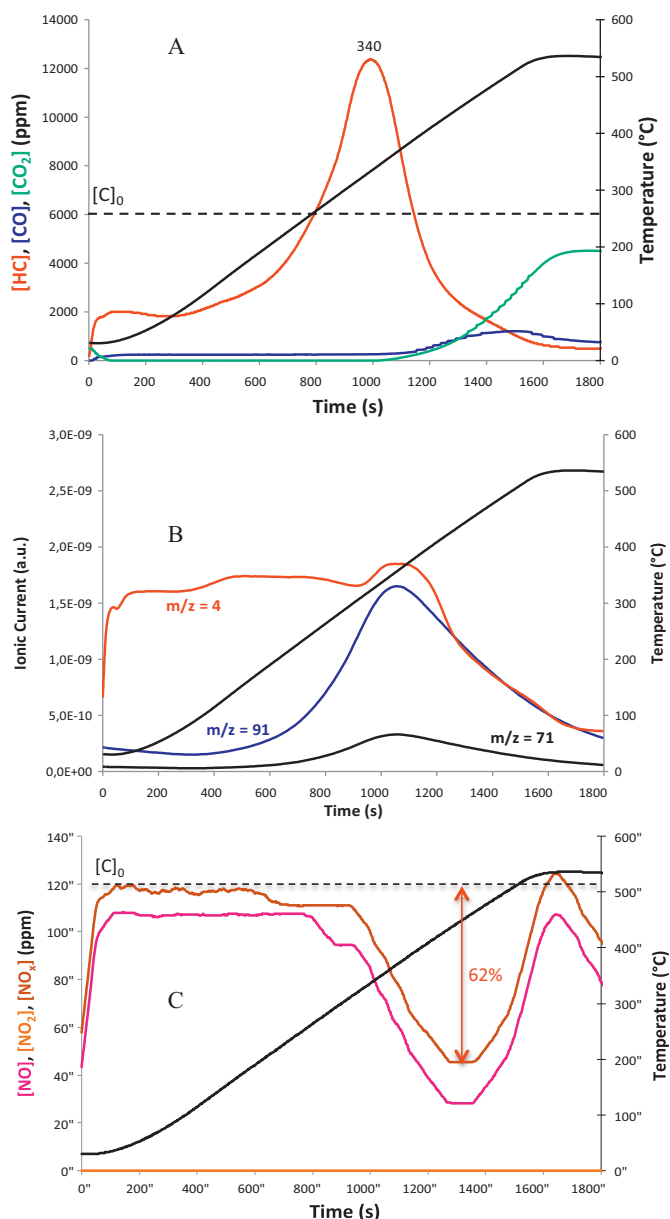 A
340
[C]0
14000
12000
10000
8000
6000
4000
2000
0
600
500
400
300
200
100
0
0 200 400 600 800 1000 1200 1400 1600 1800
[HC], [CO], [CO2] (ppm)
Temperature (°C)
Time (s)
B
3,0E-09
2,5E-09
2,0E-09
1,5E-09
1,0E-09
5,0E-10
0,0E+00
600
500
400
300
200
100
0
m/z = 4
m/z = 91
m/z = 71
0 200 400 600 800 1000 1200 1400 1600 1800
Ionic Current (a.u.)
Temperature (°C)
Time (s)
C
[C]0
62%
140"
120"
100"
80"
60"
40"
20"
0"
600"
500"
400"
300"
200"
100"
0"
0" 200" 400" 600" 800" 1000" 1200" 1400" 1600" 1800"
[NO], [NO2], [NOx] (ppm)
Temperature (°C)
Time (s)